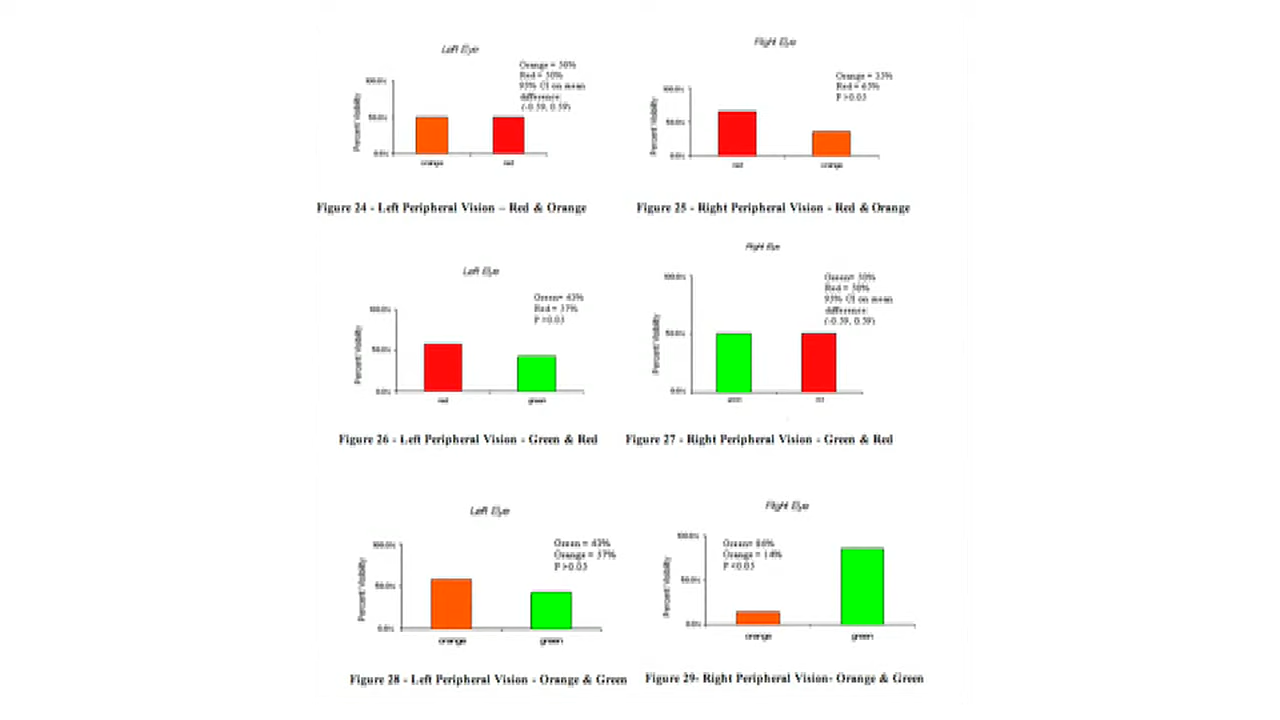 Left Eye
Orange = 50%
Red = 50%
95% CI on mean
difference:
(-0.59, 0.59)
100.0%
50.0%
0.0%
Percent Visibility
orange
red
Figure 24 - Left Peripheral Vision – Red & Orange
Right Eye
Orange = 35%
Red = 65%
P >0.05
100.0%
50.0%
0.0%
Percent Visibility
red
orange
Figure 25 - Right Peripheral Vision - Red & Orange
Left Eye
Green= 43%
Red = 57%
P >0.05
100.0%
50.0%
0.0%
Percent Visibility
red
green
Figure 26 - Left Peripheral Vision - Green & Red
Right Eye
Green= 50%
Red = 50%
95% CI on mean
difference:
(-0.59, 0.59)
100.0%
50.0%
0.0%
Percent Visibility
green
red
Figure 27 - Right Peripheral Vision - Green & Red
Left Eye
Green = 43%
Orange = 57%
P >0.05
100.0%
50.0%
0.0%
Percent Visibility
orange
green
Figure 28 - Left Peripheral Vision - Orange & Green
Right Eye
Green= 86%
Orange = 14%
P <0.05
100.0%
50.0%
0.0%
Percent Visibility
orange
green
Figure 29- Right Peripheral Vision- Orange & Green